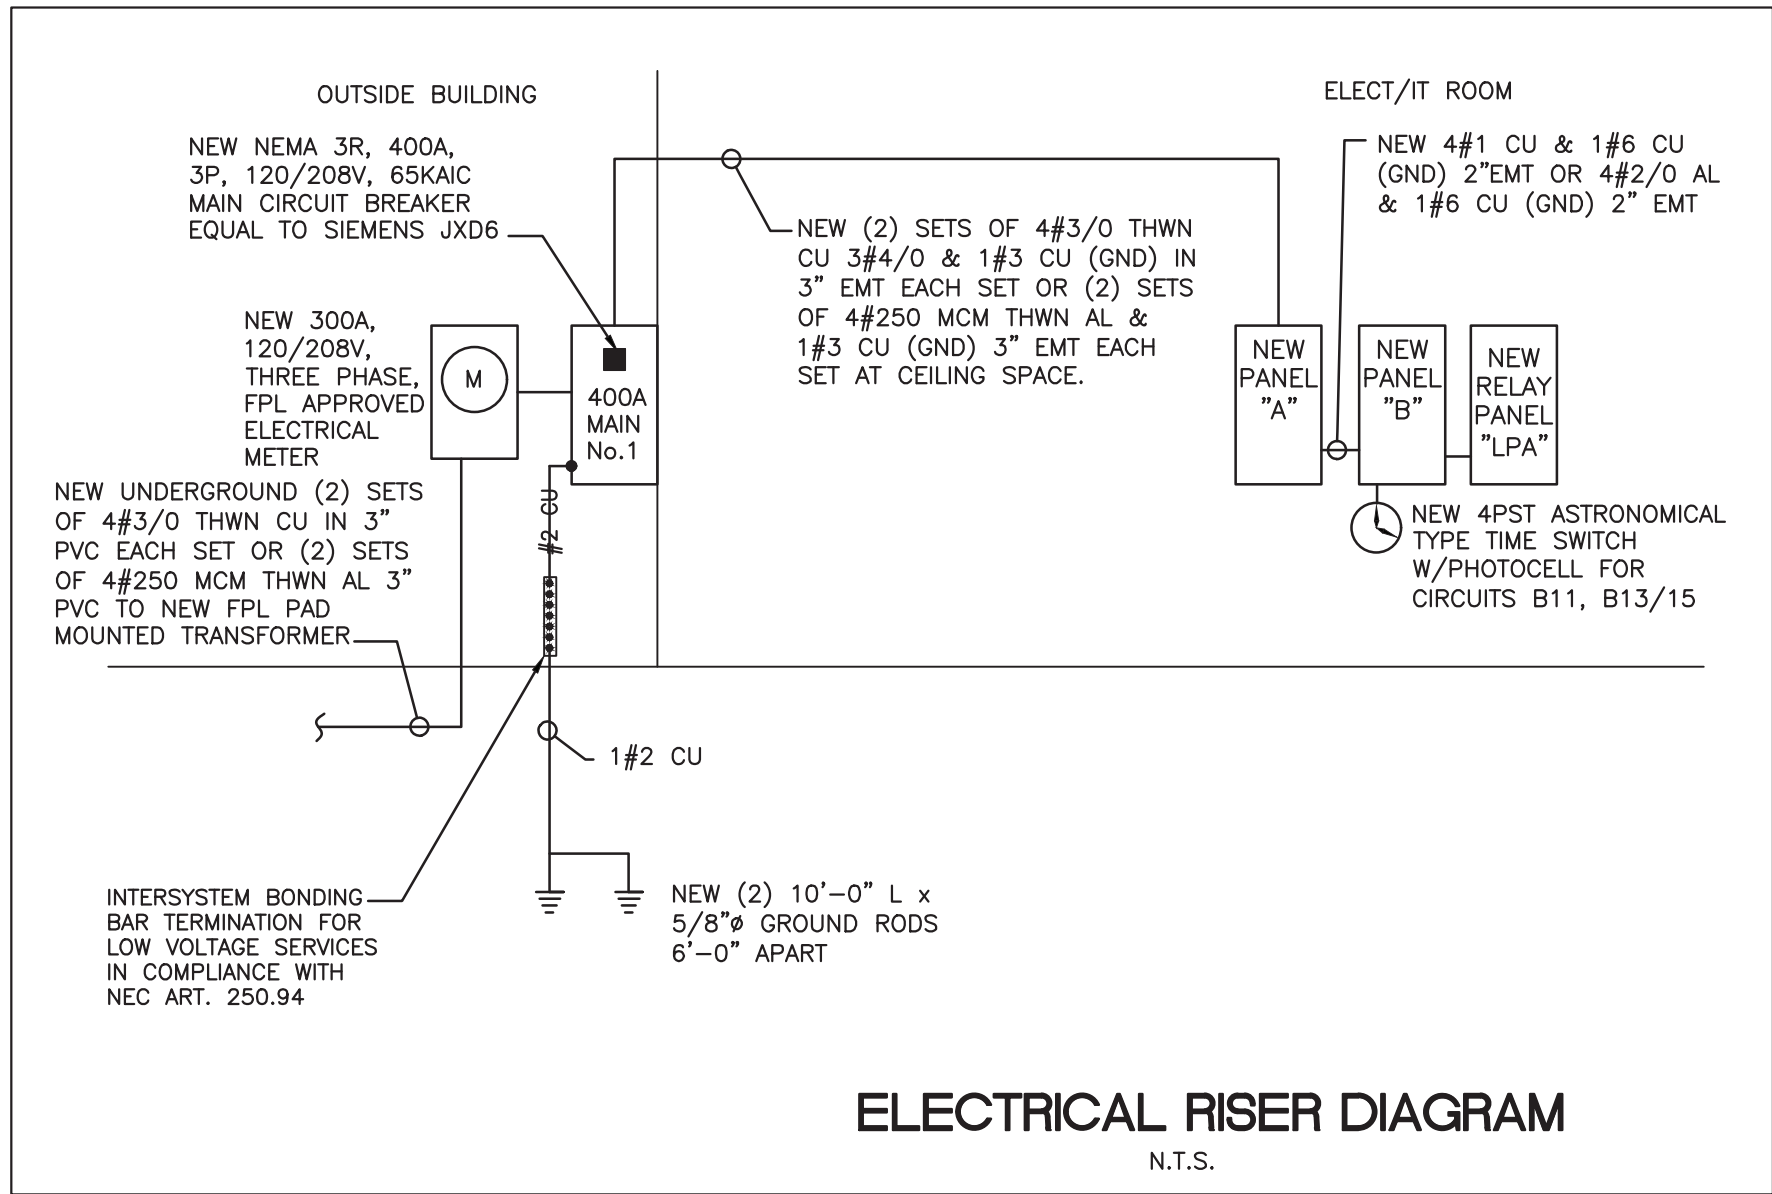 OUTSIDE BUILDING
NEW NEMA 3R, 400A,
3P, 120/208V, 65KAIC
MAIN CIRCUIT BREAKER
EQUAL TO SIEMENS JXD6
NEW 300A,
120/208V,
THREE PHASE,
FPL APPROVED
ELECTRICAL
METER
M
400A
MAIN
No.1
#2 CU
NEW UNDERGROUND (2) SETS
OF 4#3/0 THWN CU IN 3"
PVC EACH SET OR (2) SETS
OF 4#250 MCM THWN AL 3"
PVC TO NEW FPL PAD
MOUNTED TRANSFORMER
NEW (2) SETS OF 4#3/0 THWN
CU 3#4/0 & 1#3 CU (GND) IN
3" EMT EACH SET OR (2) SETS
OF 4#250 MCM THWN AL &
1#3 CU (GND) 3" EMT EACH
SET AT CEILING SPACE.
ELECT/IT ROOM
NEW 4#1 CU & 1#6 CU
(GND) 2"EMT OR 4#2/0 AL
& 1#6 CU (GND) 2" EMT
NEW
PANEL
"A"
NEW
PANEL
"B"
NEW
RELAY
PANEL
"LPA"
NEW 4PST ASTRONOMICAL
TYPE TIME SWITCH
W/PHOTOCELL FOR
CIRCUITS B11, B13/15
1#2 CU
INTERSYSTEM BONDING
BAR TERMINATION FOR
LOW VOLTAGE SERVICES
IN COMPLIANCE WITH
NEC ART. 250.94
NEW (2) 10'-0" L x
5/8"ø GROUND RODS
6'-0" APART
ELECTRICAL RISER DIAGRAM
N.T.S.